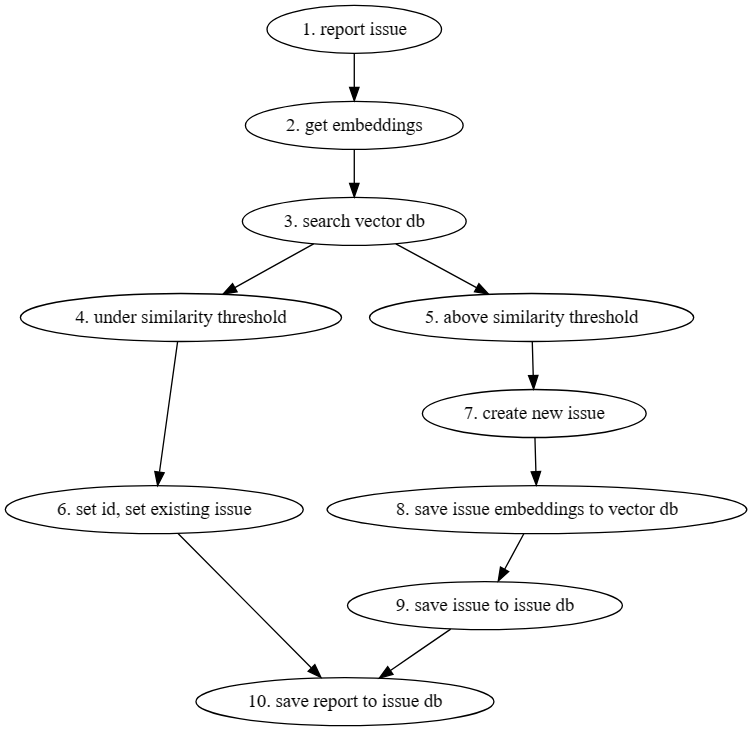 1. report issue
2. get embeddings
3. search vector db
4. under similarity threshold
5. above similarity threshold
7. create new issue
6. set id, set existing issue
8. save issue embeddings to vector db
9. save issue to issue db
10. save report to issue db